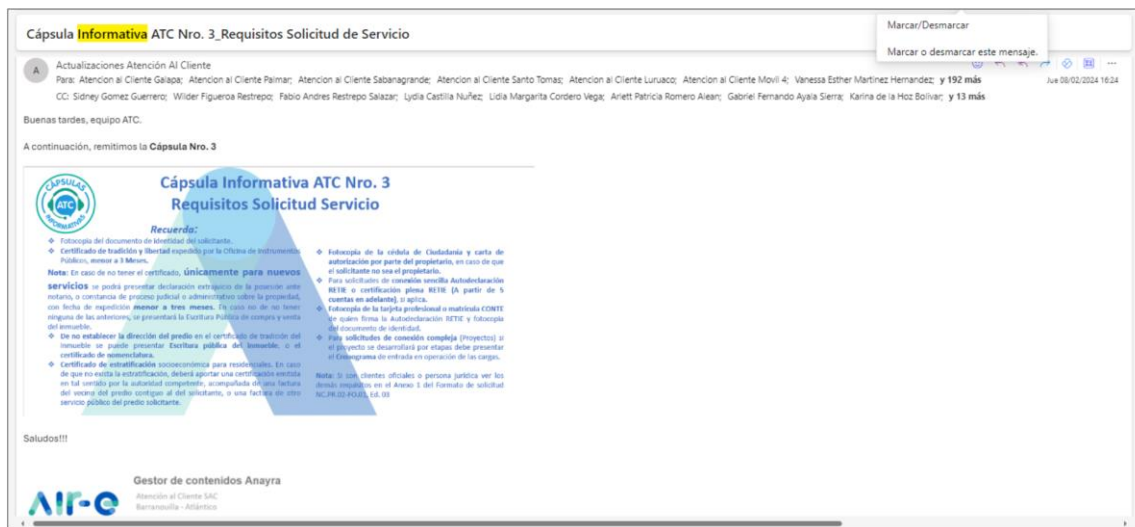 Cápsula Informativa ATC Nro. 3_Requisitos Solicitud de Servicio
Marcar/Desmarcar
Marcar o desmarcar este mensaje.
A
Actualizaciones Atención Al Cliente
Para: Atencion al Cliente Galapa; Atencion al Cliente Palmar; Atencion al Cliente Sabanagrande; Atencion al Cliente Santo Tomas; Atencion al Cliente Luruaco; Atencion al Cliente Movil 4; Vanessa Esther Martinez Hernandez; y 192 más
Jue 08/02/2024 16:24
CC: Sidney Gomez Guerrero; Wilder Figueroa Restrepo; Fabio Andres Restrepo Salazar; Lydia Castilla Nuñez; Lidia Margarita Cordero Vega; Arlett Patricia Romero Alean; Gabriel Fernando Ayala Sierra; Karina de la Hoz Bolivar; y 13 más
Buenas tardes, equipo ATC.
A continuación, remitimos la Cápsula Nro. 3
CÁPSULAS
ATC
INFORMATIVAS
Cápsula Informativa ATC Nro. 3
Requisitos Solicitud Servicio
Recuerda:
❖ Fotocopia del documento de identidad del solicitante.
❖ Certificado de tradición y libertad expedido por la Oficina de Instrumentos
Públicos, menor a 3 Meses.
Nota: En caso de no tener el certificado, únicamente para nuevos
servicios se podrá presentar declaración extrajuicio de la posesión ante
notario, o constancia de proceso judicial o administrativo sobre la propiedad,
con fecha de expedición menor a tres meses. En caso no de no tener
ninguna de las anteriores, se presentará la Escritura Pública de compra y venta
del inmueble.
❖ De no establecer la dirección del predio en el certificado de tradición del
inmueble se puede presentar Escritura pública del inmueble, o el
certificado de nomenclatura.
❖ Certificado de estratificación socioeconómica para residenciales. En caso
de que no exista la estratificación, deberá aportar una certificación emitida
en tal sentido por la autoridad competente, acompañada de una factura
del vecino del predio contiguo al del solicitante, o una factura de otro
servicio público del predio solicitante.
❖ Fotocopia de la cédula de Ciudadanía y carta de
autorización por parte del propietario, en caso de que
el solicitante no sea el propietario.
❖ Para solicitudes de conexión sencilla Autodeclaración
RETIE o certificación plena RETIE (A partir de 5
cuentas en adelante), si aplica.
❖ Fotocopia de la tarjeta profesional o matricula CONTE
de quien firma la Autodeclaración RETIE y fotocopia
del documento de identidad.
❖ Para solicitudes de conexión compleja (Proyectos) si
el proyecto se desarrollará por etapas debe presentar
el Cronograma de entrada en operación de las cargas.
Nota: Si son clientes oficiales o persona jurídica ver los
demás requisitos en el Anexo 1 del Formato de solicitud
NC.PR.02-FO.01, Ed. 03
Saludos!!!
Gestor de contenidos Anayra
Atención al Cliente SAC
Barranquilla - Atlántico
AIr-e